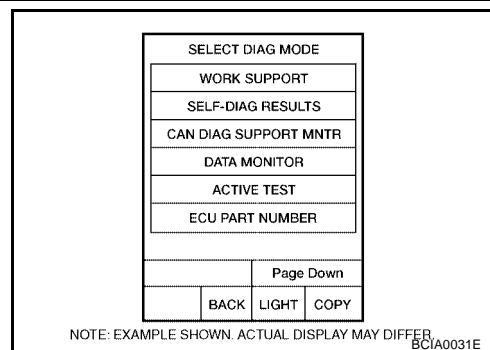 SELECT DIAG MODE
WORK SUPPORT
SELF-DIAG RESULTS
CAN DIAG SUPPORT MNTR
DATA MONITOR
ACTIVE TEST
ECU PART NUMBER
Page Down
BACK LIGHT COPY
NOTE: EXAMPLE SHOWN. ACTUAL DISPLAY MAY DIFFER.
BCIA0031E